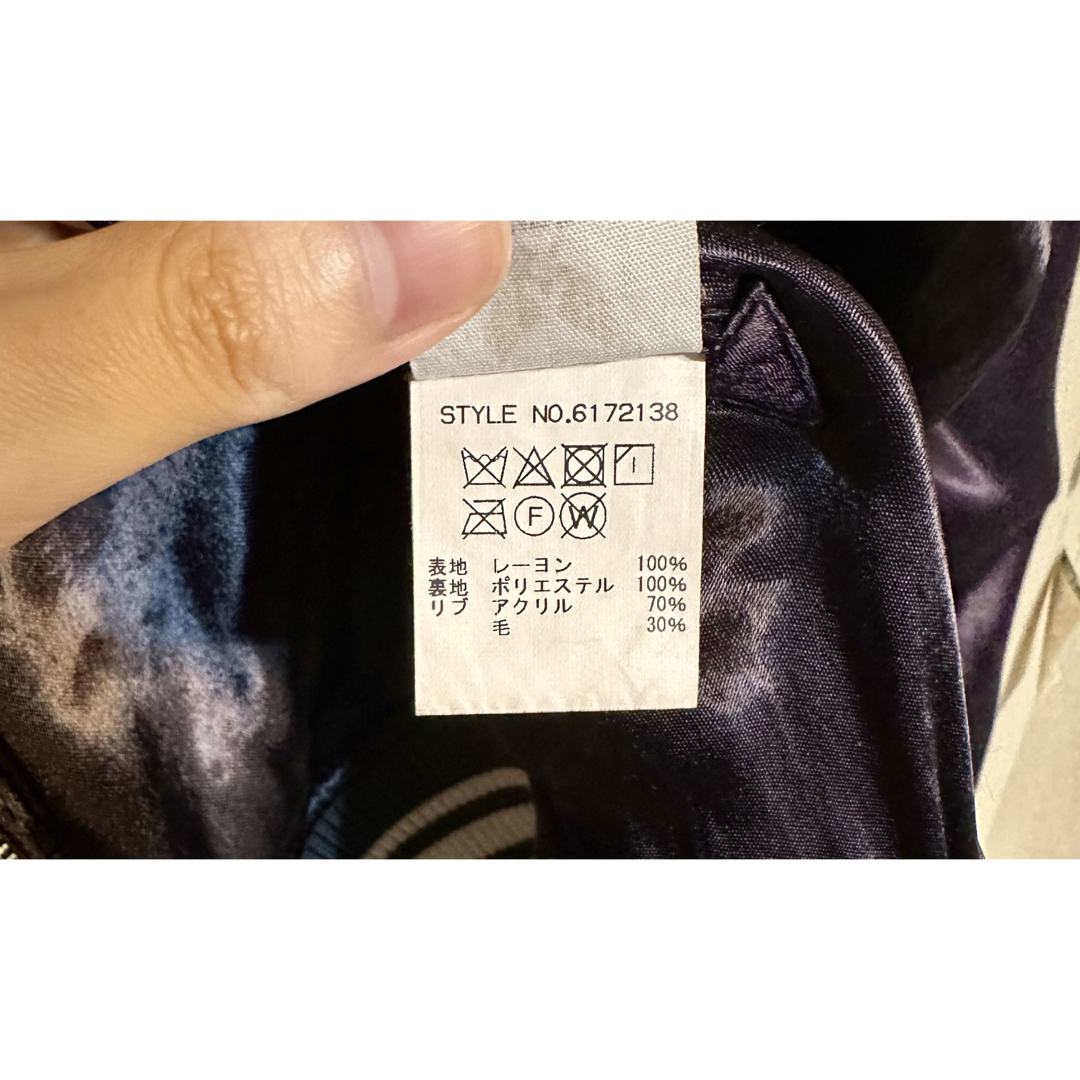 STYLE NO.6172138
F W
表地 レーヨン 100%
裏地 ポリエステル 100%
リブ アクリル 70%
毛 30%